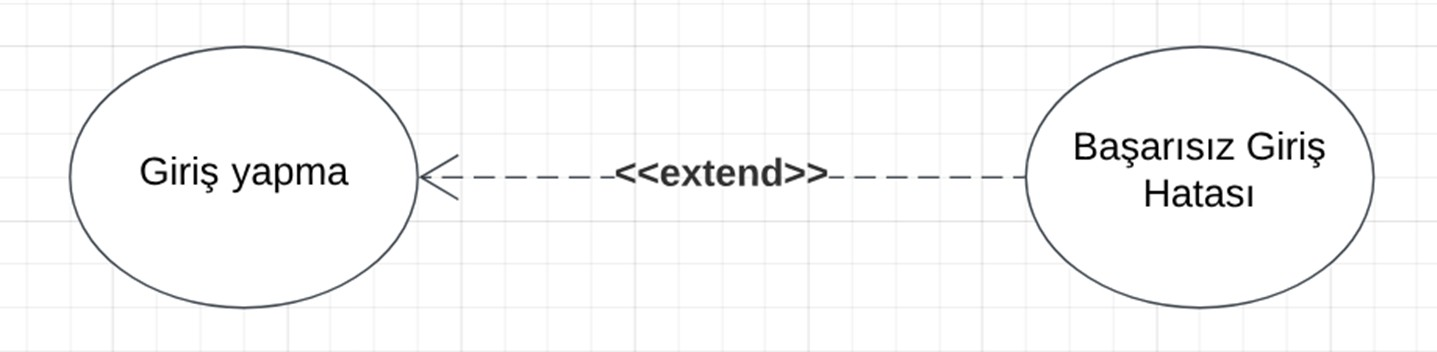 Giriş yapma
<<extend>>
Başarısız Giriş
Hatası